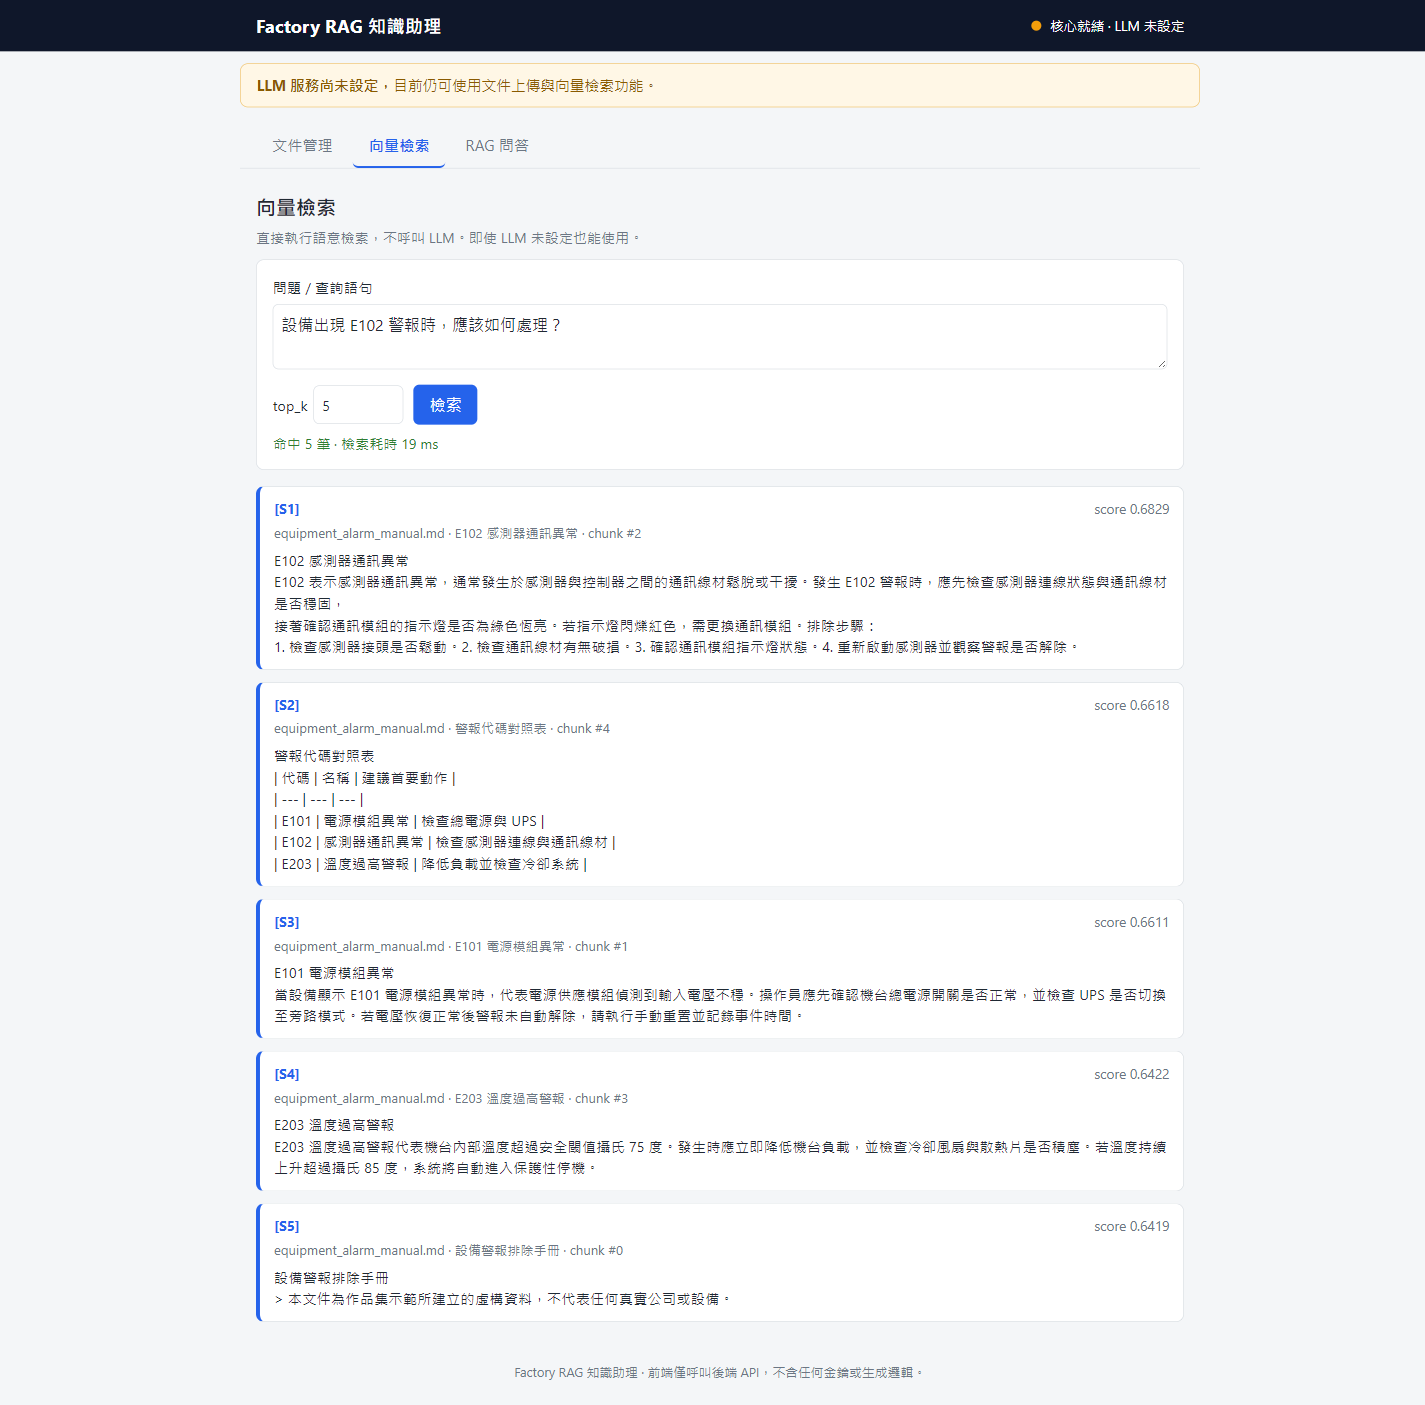 Factory RAG 知識助理
核心就緒 · LLM 未設定
LLM 服務尚未設定，目前仍可使用文件上傳與向量檢索功能。
文件管理
向量檢索
RAG 問答
向量檢索
直接執行語意檢索，不呼叫 LLM。即使 LLM 未設定也能使用。
問題 / 查詢語句
設備出現 E102 警報時，應該如何處理？
top_k
5
檢索
命中 5 筆 · 檢索耗時 19 ms
[S1]
score 0.6829
equipment_alarm_manual.md · E102 感測器通訊異常 · chunk #2
E102 感測器通訊異常
E102 表示感測器通訊異常，通常發生於感測器與控制器之間的通訊線材鬆脫或干擾。發生 E102 警報時，應先檢查感測器連線狀態與通訊線材
是否穩固，
接著確認通訊模組的指示燈是否為綠色恆亮。若指示燈閃爍紅色，需更換通訊模組。排除步驟：
1. 檢查感測器接頭是否鬆動。2. 檢查通訊線材有無破損。3. 確認通訊模組指示燈狀態。4. 重新啟動感測器並觀察警報是否解除。
[S2]
score 0.6618
equipment_alarm_manual.md · 警報代碼對照表 · chunk #4
警報代碼對照表
| 代碼 | 名稱 | 建議首要動作 |
| --- | --- | --- |
| E101 | 電源模組異常 | 檢查總電源與 UPS |
| E102 | 感測器通訊異常 | 檢查感測器連線與通訊線材 |
| E203 | 溫度過高警報 | 降低負載並檢查冷卻系統 |
[S3]
score 0.6611
equipment_alarm_manual.md · E101 電源模組異常 · chunk #1
E101 電源模組異常
當設備顯示 E101 電源模組異常時，代表電源供應模組偵測到輸入電壓不穩。操作員應先確認機台總電源開關是否正常，並檢查 UPS 是否切換
至旁路模式。若電壓恢復正常後警報未自動解除，請執行手動重置並記錄事件時間。
[S4]
score 0.6422
equipment_alarm_manual.md · E203 溫度過高警報 · chunk #3
E203 溫度過高警報
E203 溫度過高警報代表機台內部溫度超過安全閾值攝氏 75 度。發生時應立即降低機台負載，並檢查冷卻風扇與散熱片是否積塵。若溫度持續
上升超過攝氏 85 度，系統將自動進入保護性停機。
[S5]
score 0.6419
equipment_alarm_manual.md · 設備警報排除手冊 · chunk #0
設備警報排除手冊
> 本文件為作品集示範所建立的虛構資料，不代表任何真實公司或設備。
Factory RAG 知識助理 · 前端僅呼叫後端 API，不含任何金鑰或生成邏輯。